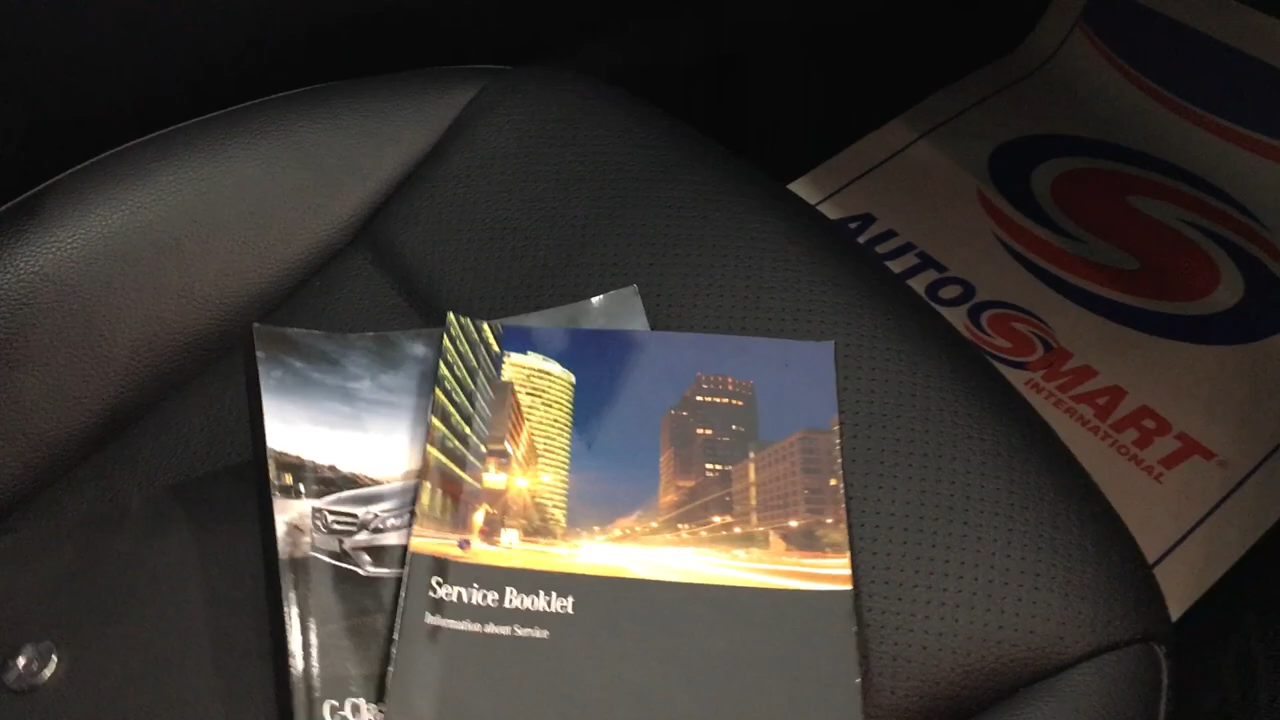 AUTOSMART
INTERNATIONAL
Service Booklet
Information about Service